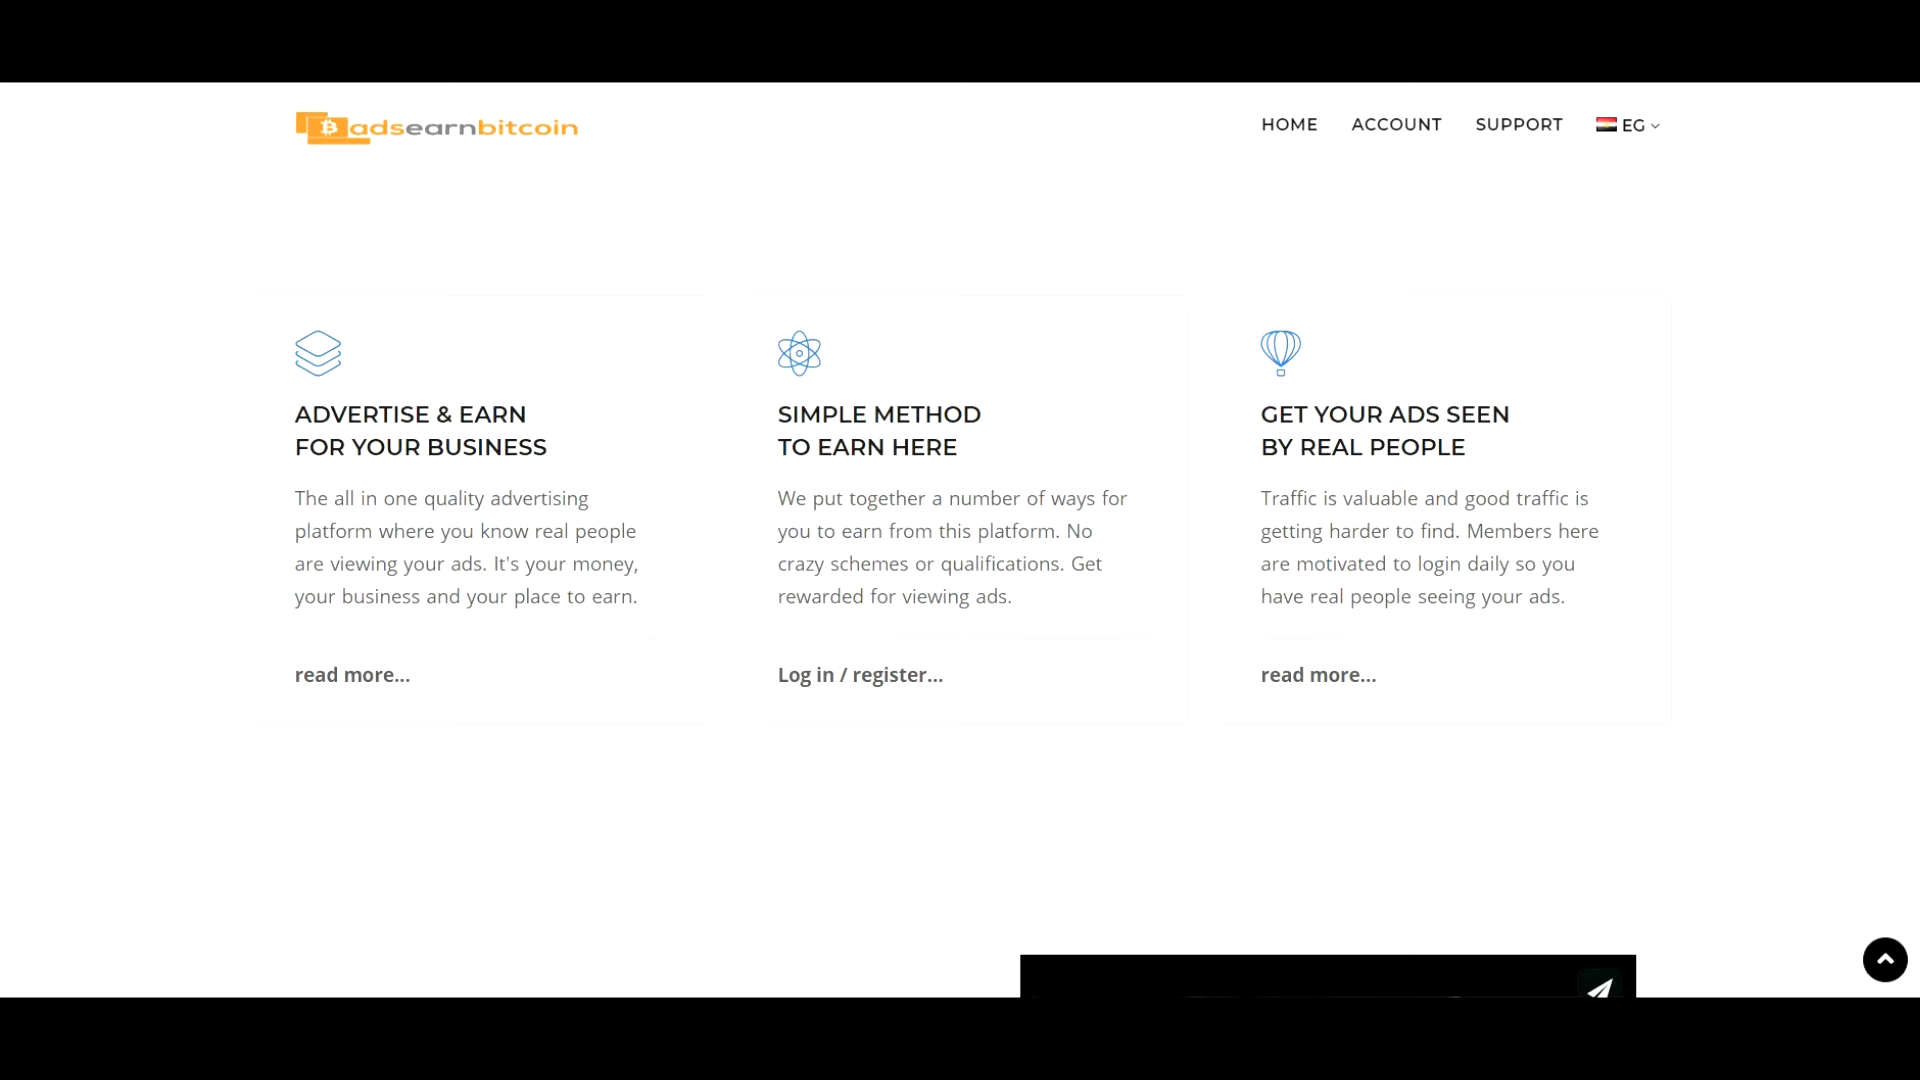 adsearnbitcoin
HOME ACCOUNT SUPPORT EG
ADVERTISE & EARN
FOR YOUR BUSINESS
The all in one quality advertising
platform where you know real people
are viewing your ads. It's your money,
your business and your place to earn.
read more...
SIMPLE METHOD
TO EARN HERE
We put together a number of ways for
you to earn from this platform. No
crazy schemes or qualifications. Get
rewarded for viewing ads.
Log in / register...
GET YOUR ADS SEEN
BY REAL PEOPLE
Traffic is valuable and good traffic is
getting harder to find. Members here
are motivated to login daily so you
have real people seeing your ads.
read more...